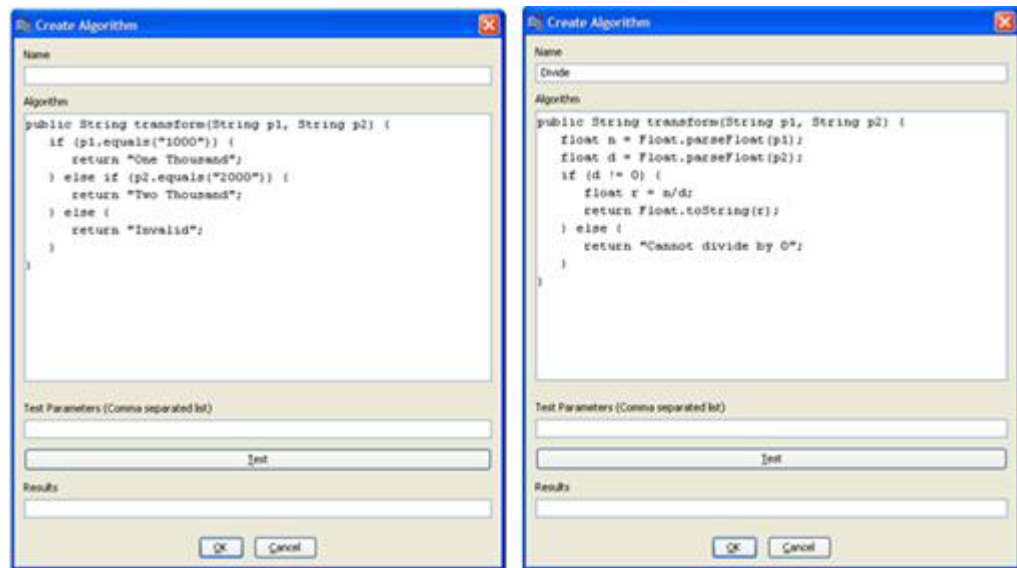 Create Algorithm
Name
Algorithm
public String transform(String p1, String p2) {
if (p1.equals("1000")) {
return "One Thousand";
} else if (p2.equals("2000")) {
return "Two Thousand";
} else {
return "Invalid";
}
}
Test Parameters (Comma separated list)
Test
Results
OK Cancel
Create Algorithm
Name
Divide
Algorithm
public String transform(String p1, String p2) {
float n = Float.parseFloat(p1);
float d = Float.parseFloat(p2);
if (d != 0) {
float r = n/d;
return Float.toString(r);
} else {
return "Cannot divide by 0";
}
}
Test Parameters (Comma separated list)
Test
Results
OK Cancel